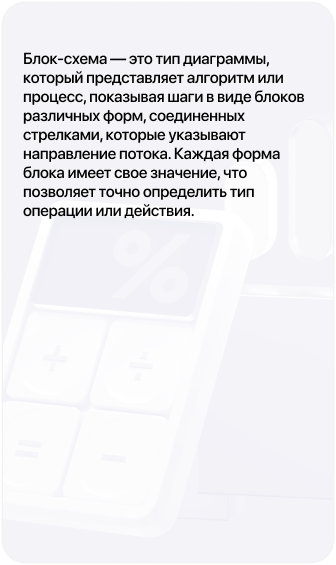 Блок-схема — это тип диаграммы,
который представляет алгоритм или
процесс, показывая шаги в виде блоков
различных форм, соединенных
стрелками, которые указывают
направление потока. Каждая форма
блока имеет свое значение, что
позволяет точно определить тип
операции или действия.
%
+ ÷
= −